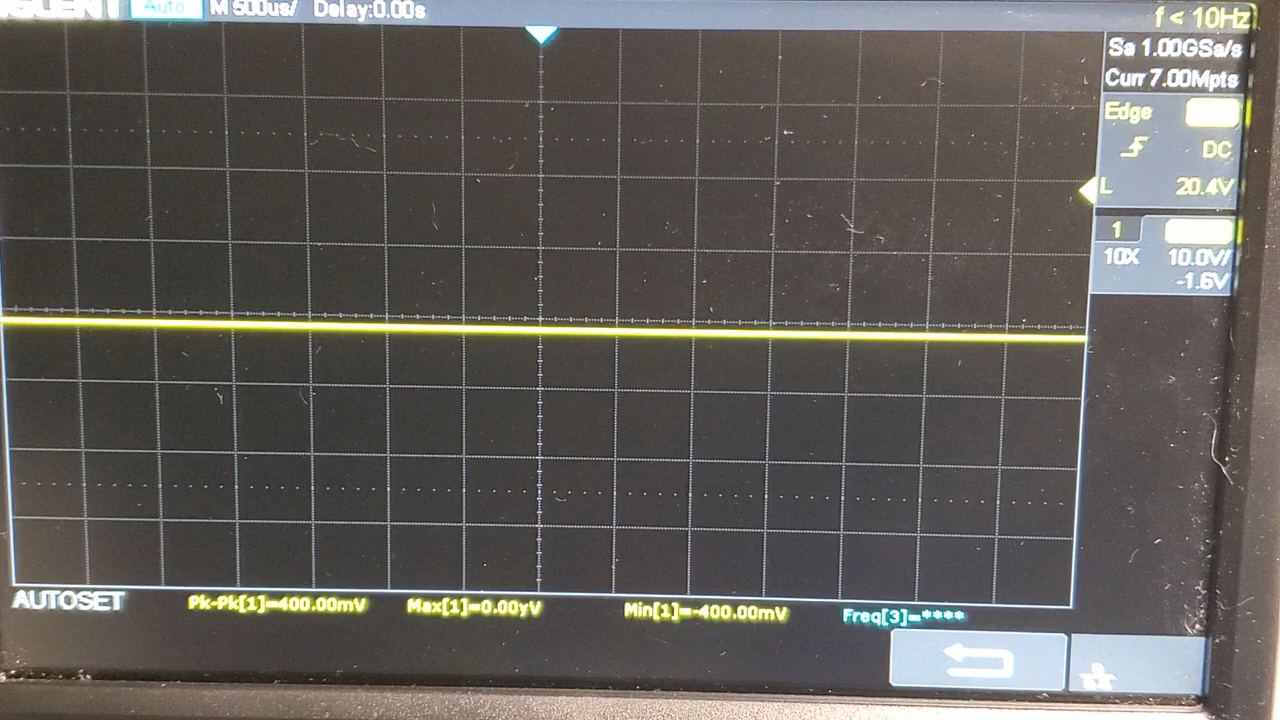 Auto M 500us/ Delay:0.00s
f < 10Hz
Sa 1.00GSa/s
Curr 7.00Mpts
Edge
DC
L 20.4V
1
10X 10.0V/
-1.6V
AUTOSET Pk-Pk[1]=400.00mV Max[1]=0.00yV Min[1]=-400.00mV Freq[3]=****